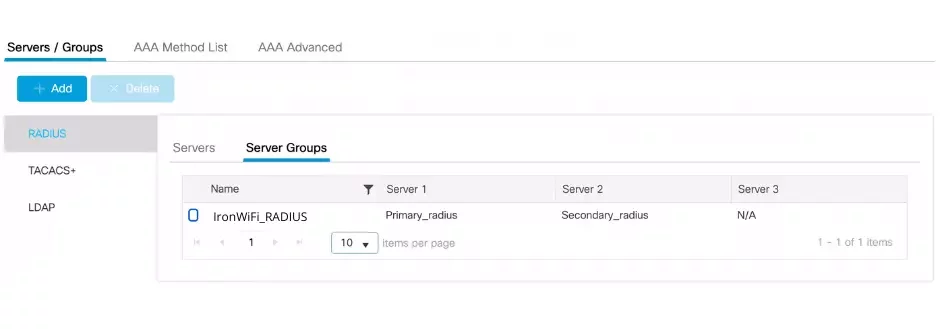 Servers / Groups AAA Method List AAA Advanced
+ Add × Delete
RADIUS
TACACS+
LDAP
Servers Server Groups
Name Server 1 Server 2 Server 3
IronWiFi_RADIUS Primary_radius Secondary_radius N/A
1 10 items per page 1 - 1 of 1 items